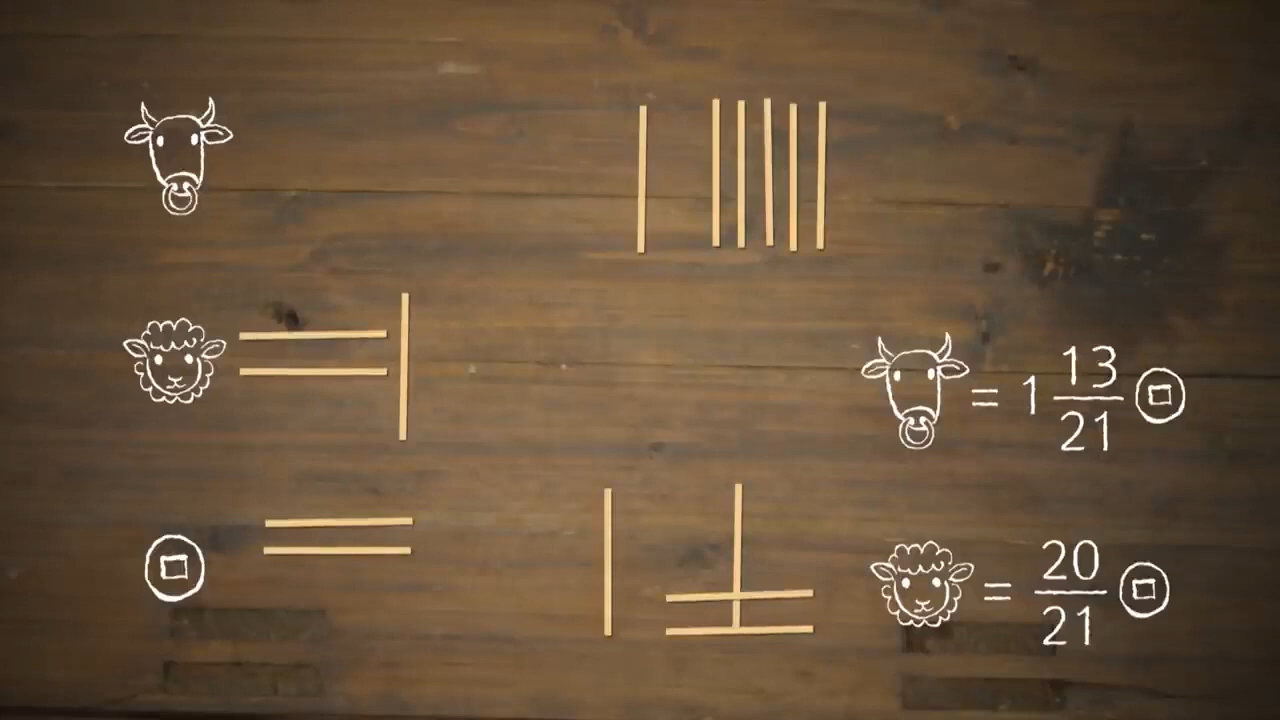 = 1 13/21
= 20/21